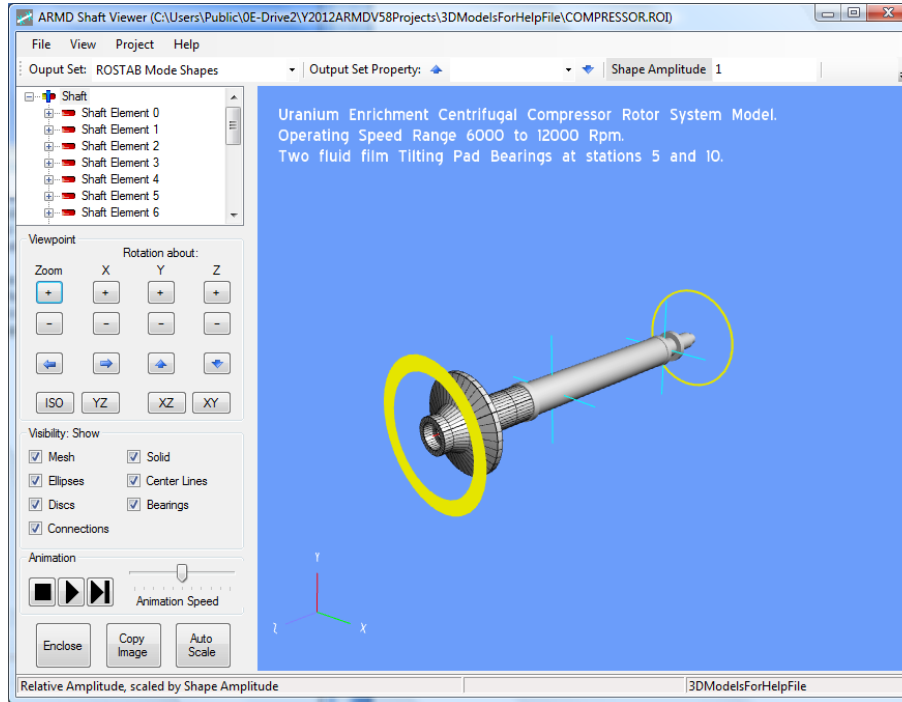 ARMD Shaft Viewer (C:\Users\Public\0E-Drive2\Y2012ARMDV58Projects\3DModelsForHelpFile\COMPRESSOR.ROI)
File View Project Help
Ouput Set: ROSTAB Mode Shapes Output Set Property: Shape Amplitude 1
Shaft
Shaft Element 0
Shaft Element 1
Shaft Element 2
Shaft Element 3
Shaft Element 4
Shaft Element 5
Shaft Element 6
Uranium Enrichment Centrifugal Compressor Rotor System Model.
Operating Speed Range 6000 to 12000 Rpm.
Two fluid film Tilting Pad Bearings at stations 5 and 10.
Viewpoint
Rotation about:
Zoom X Y Z
+ + + +
- - - -
ISO YZ XZ XY
Visibility: Show
Mesh Solid
Ellipses Center Lines
Discs Bearings
Connections
Animation
Animation Speed
Enclose Copy Image Auto Scale
Y
Z X
Relative Amplitude, scaled by Shape Amplitude 3DModelsForHelpFile